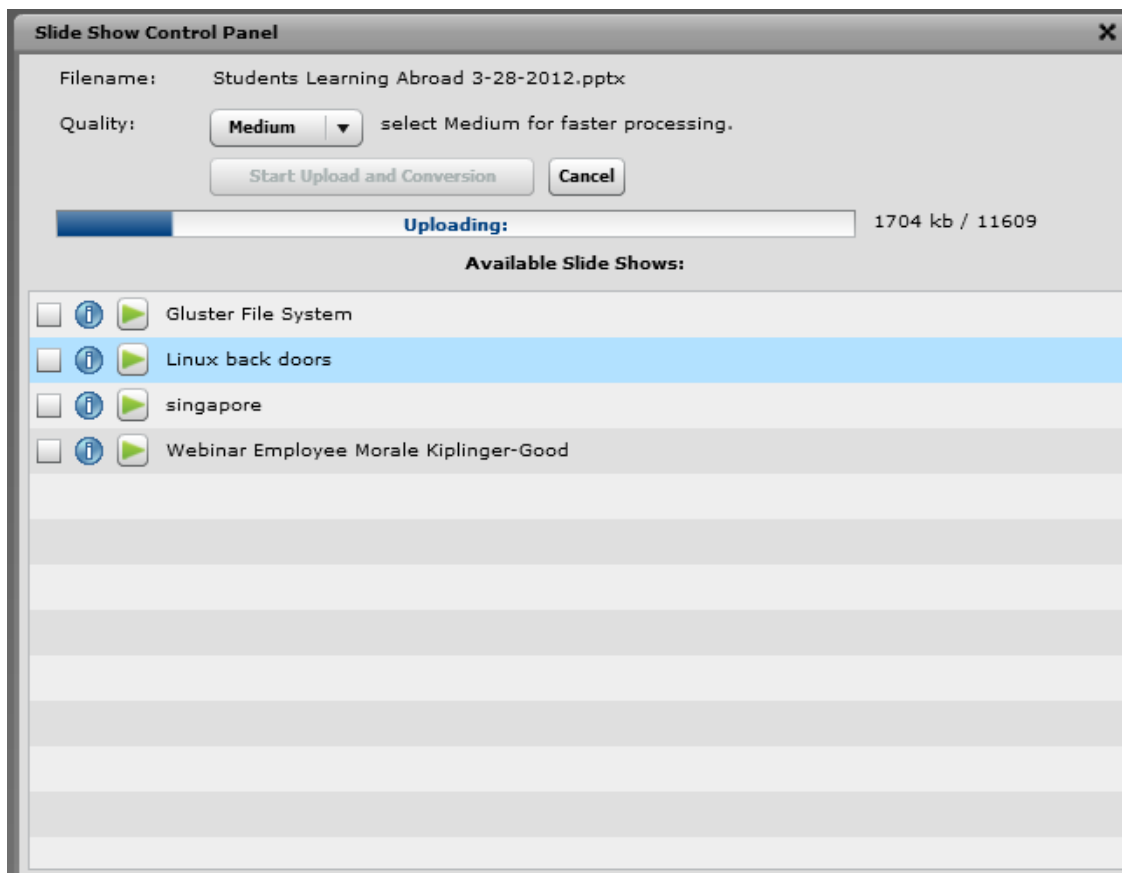 Slide Show Control Panel
Filename: Students Learning Abroad 3-28-2012.pptx
Quality: Medium select Medium for faster processing.
Start Upload and Conversion Cancel
Uploading: 1704 kb / 11609
Available Slide Shows:
Gluster File System
Linux back doors
singapore
Webinar Employee Morale Kiplinger-Good